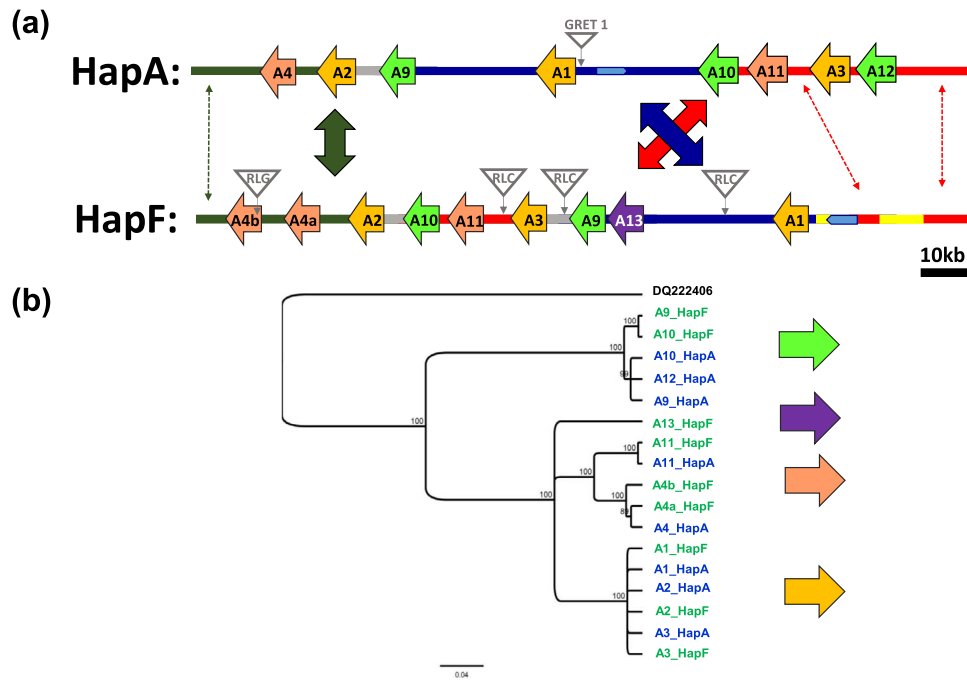 (a)
GRET 1
HapA:
A4 A2 A9 A1 A10 A11 A3 A12
RLG RLC RLC RLC
HapF:
A4b A4a A2 A10 A11 A3 A9 A13 A1
10kb
(b)
DQ222406
A9_HapF
100
A10_HapF
100
A10_HapA
A12_HapA
99
A9_HapA
100
A13_HapF
A11_HapF
100
A11_HapA
100
A4b_HapF
100
100
A4a_HapF
A4_HapA
A1_HapF
A1_HapA
A2_HapA
100
A2_HapF
A3_HapA
A3_HapF
0.04